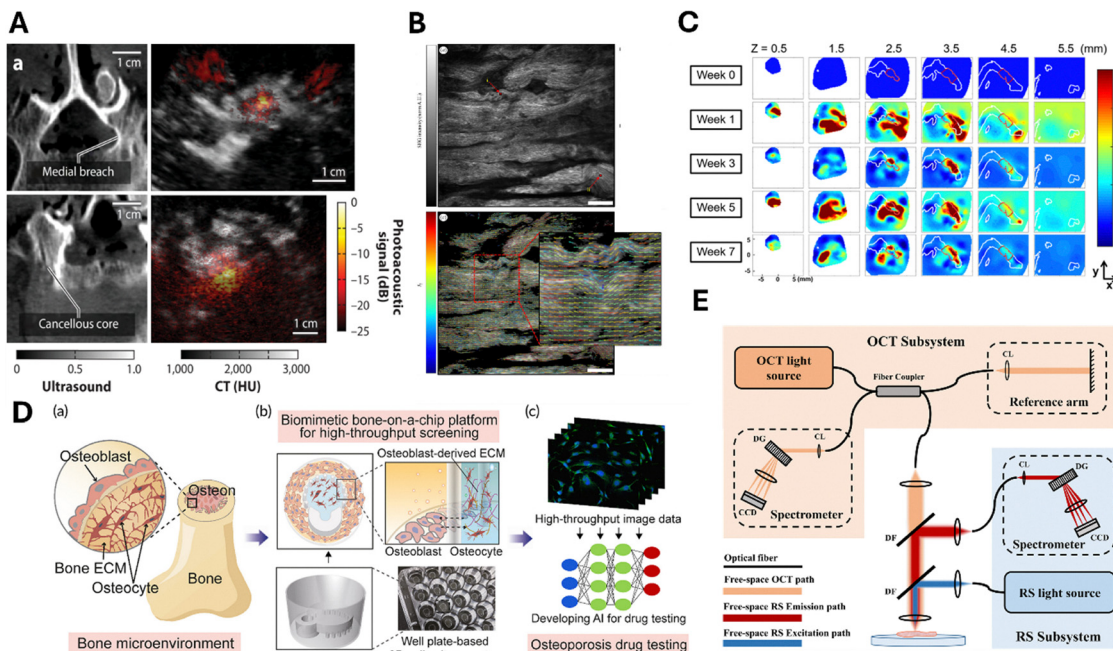 A
a
1 cm
Medial breach
1 cm
1 cm
Cancellous core
1 cm
0
−5
−10
−15
−20
−25
Photoacoustic
signal (dB)
0 0.5 1.0
Ultrasound
1,000 2,000 3,000
CT (HU)
B
C
Z = 0.5 1.5 2.5 3.5 4.5 5.5 (mm)
Week 0
Week 1
Week 3
Week 5
Week 7
5
0
-5
-5 0 5 (mm)
y
x
D
(a)
Osteoblast
Osteon
Bone ECM
Osteocyte
Bone
Bone microenvironment
(b)
Biomimetic bone-on-a-chip platform
for high-throughput screening
Osteoblast-derived ECM
Osteoblast
Osteocyte
Well plate-based
(c)
High-throughput image data
Developing AI for drug testing
Osteoporosis drug testing
E
OCT Subsystem
OCT light
source
Fiber Coupler
CL
Reference arm
DG
CL
CCD
Spectrometer
CL
DG
CCD
Spectrometer
DF
DF
RS light source
RS Subsystem
Optical fiber
Free-space OCT path
Free-space RS Emission path
Free-space RS Excitation path